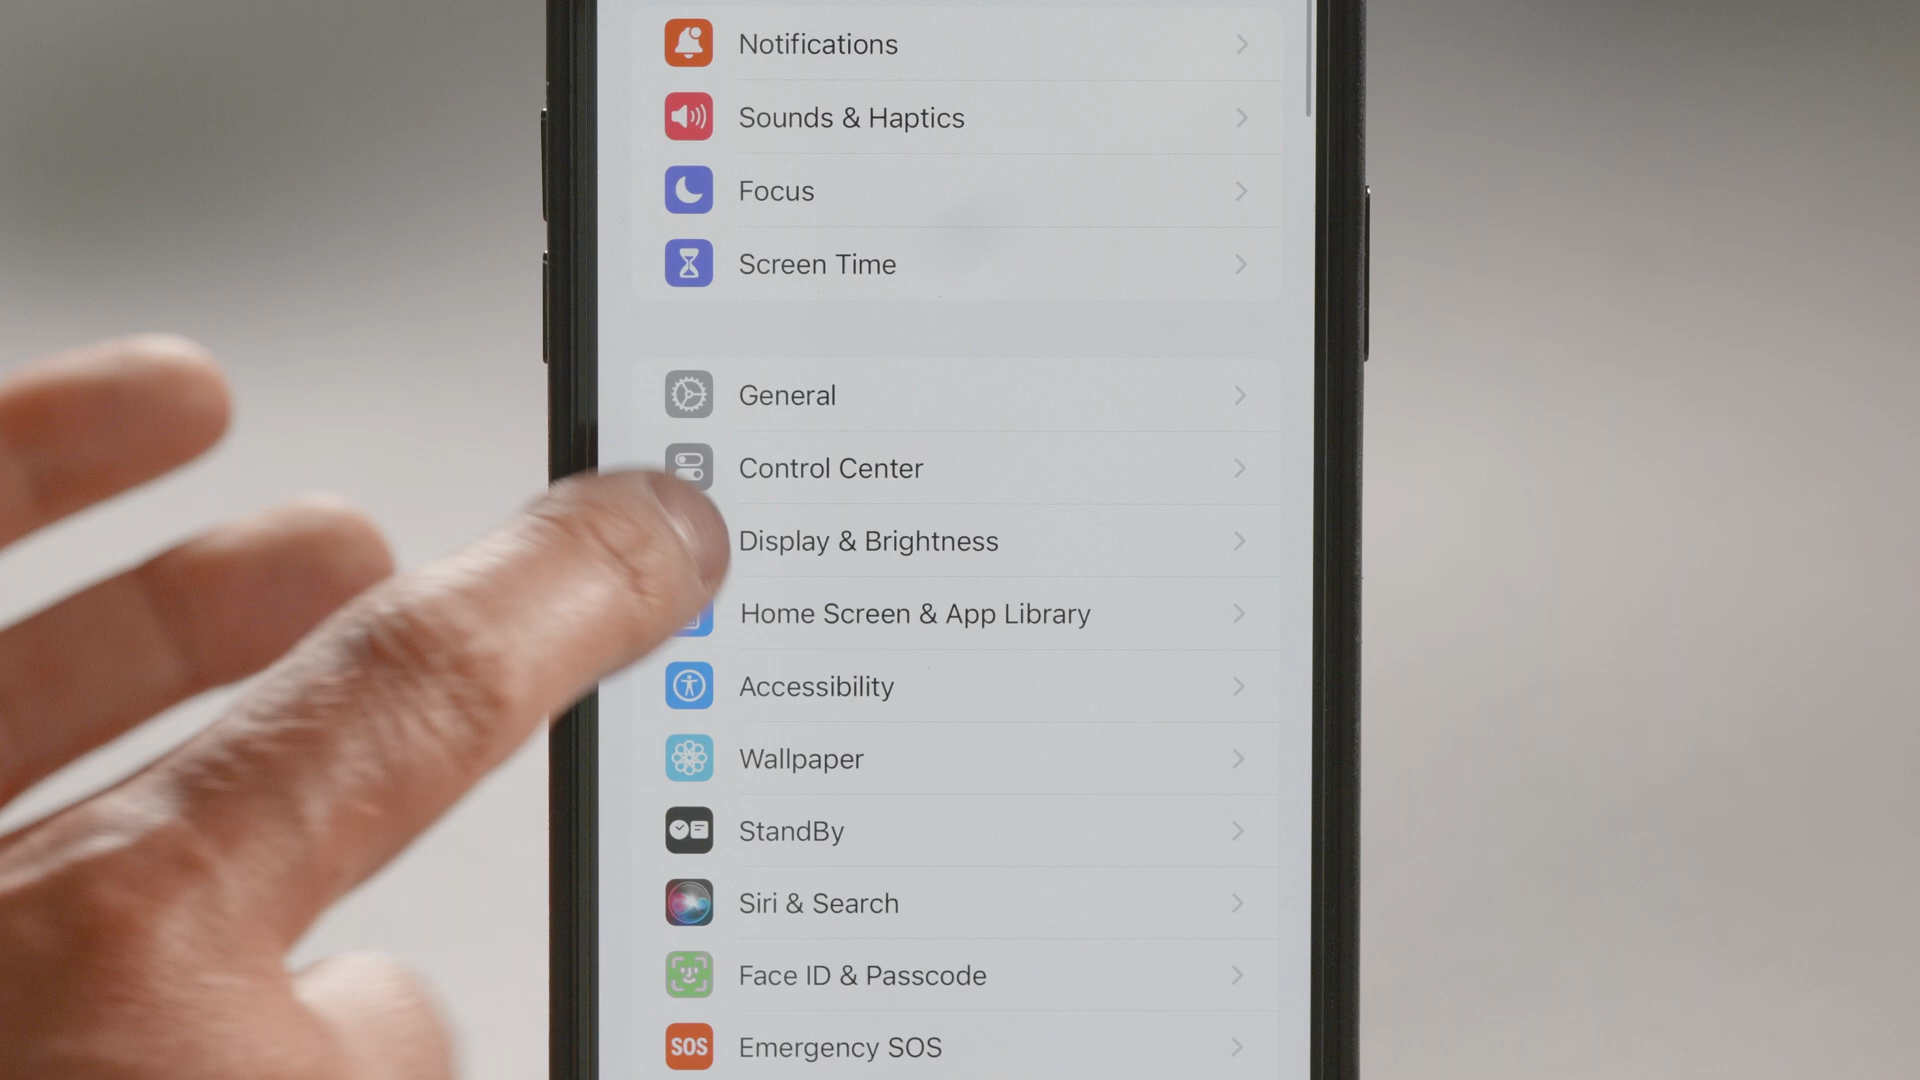 Notifications
Sounds & Haptics
Focus
Screen Time
General
Control Center
Display & Brightness
Home Screen & App Library
Accessibility
Wallpaper
StandBy
Siri & Search
Face ID & Passcode
SOS Emergency SOS